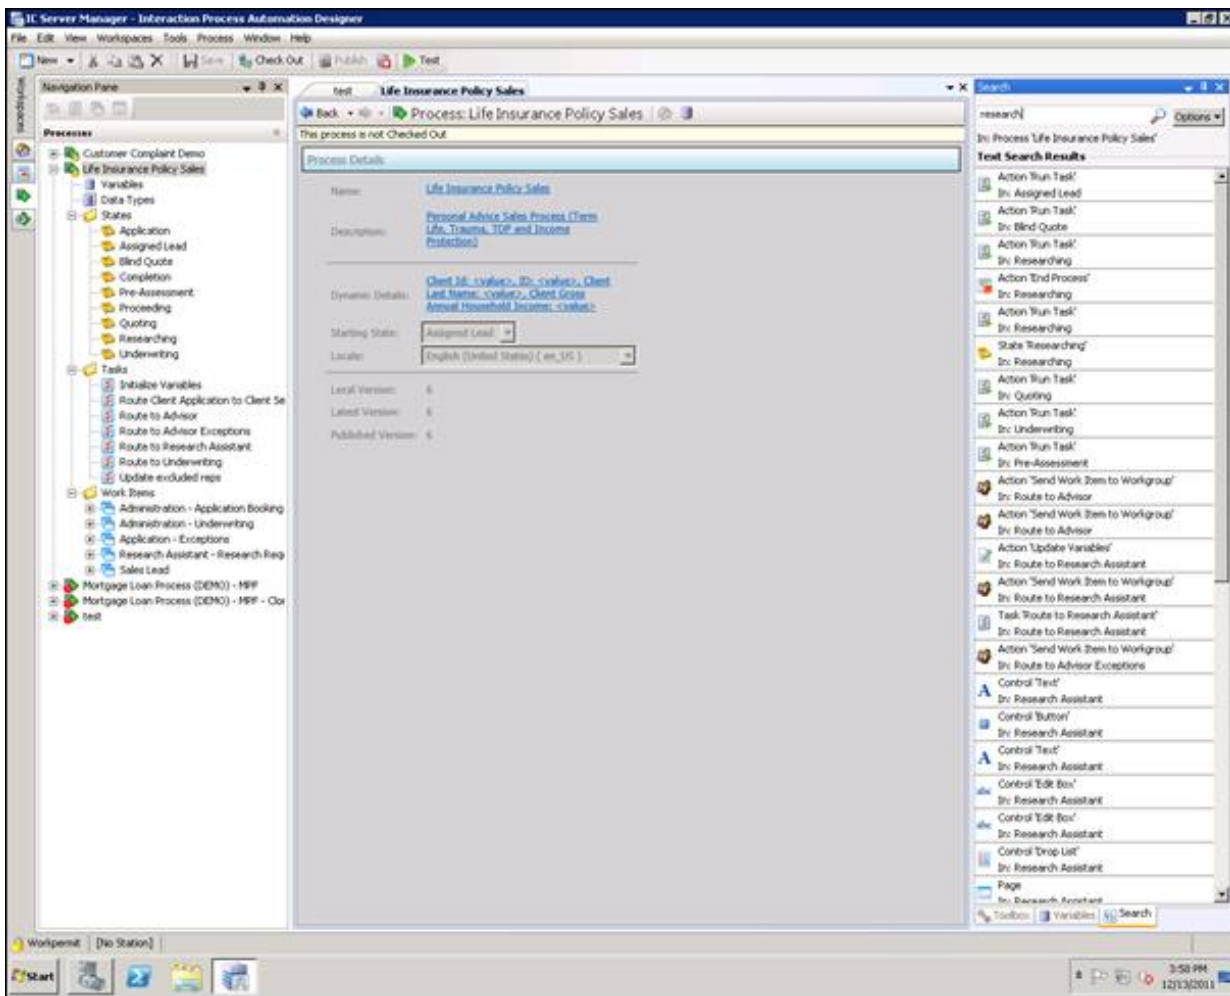 IC Server Manager - Interaction Process Automation Designer
File Edit View Workspaces Tools Process Window Help
New Save Check Out Publish Test
Workspaces
Navigation Pane
Processes
Customer Complaint Demo
Life Insurance Policy Sales
Variables
Data Types
States
Application
Assigned Lead
Blind Quote
Completion
Pre-Assessment
Proceeding
Quoting
Researching
Underwriting
Tasks
Initialize Variables
Route Client Application to Client Se
Route to Advisor
Route to Advisor Exceptions
Route to Research Assistant
Route to Underwriting
Update excluded reps
Work Items
Administration - Application Booking
Administration - Underwriting
Application - Exceptions
Research Assistant - Research Req
Sales Lead
Mortgage Loan Process (DEMO) - MPF
Mortgage Loan Process (DEMO) - MPF - Clo
test
test Life Insurance Policy Sales
Back Process: Life Insurance Policy Sales
This process is not Checked Out
Process Details
Name: Life Insurance Policy Sales
Description: Personal Advice Sales Process (Term
Life, Trauma, TDP and Income
Protection)
Dynamic Details: Client Id: <value>, ID: <value>, Client
Last Name: <value>, Client Gross
Annual Household Income: <value>
Starting State: Assigned Lead
Locale: English (United States) ( en_US )
Local Version: 6
Latest Version: 6
Published Version: 6
Search
research Options
In: Process 'Life Insurance Policy Sales'
Text Search Results
Action 'Run Task'
In: Assigned Lead
Action 'Run Task'
In: Blind Quote
Action 'Run Task'
In: Researching
Action 'End Process'
In: Researching
Action 'Run Task'
In: Researching
State 'Researching'
In: Researching
Action 'Run Task'
In: Quoting
Action 'Run Task'
In: Underwriting
Action 'Run Task'
In: Pre-Assessment
Action 'Send Work Item to Workgroup'
In: Route to Advisor
Action 'Send Work Item to Workgroup'
In: Route to Advisor
Action 'Update Variables'
In: Route to Research Assistant
Action 'Send Work Item to Workgroup'
In: Route to Research Assistant
Task 'Route to Research Assistant'
In: Route to Research Assistant
Action 'Send Work Item to Workgroup'
In: Route to Advisor Exceptions
Control 'Text'
In: Research Assistant
Control 'Button'
In: Research Assistant
Control 'Text'
In: Research Assistant
Control 'Edit Box'
In: Research Assistant
Control 'Edit Box'
In: Research Assistant
Control 'Drop List'
In: Research Assistant
Page
In: Research Assistant
Toolbox Variables Search
Workpermit [No Station]
Start
3:58 PM
12/13/2011